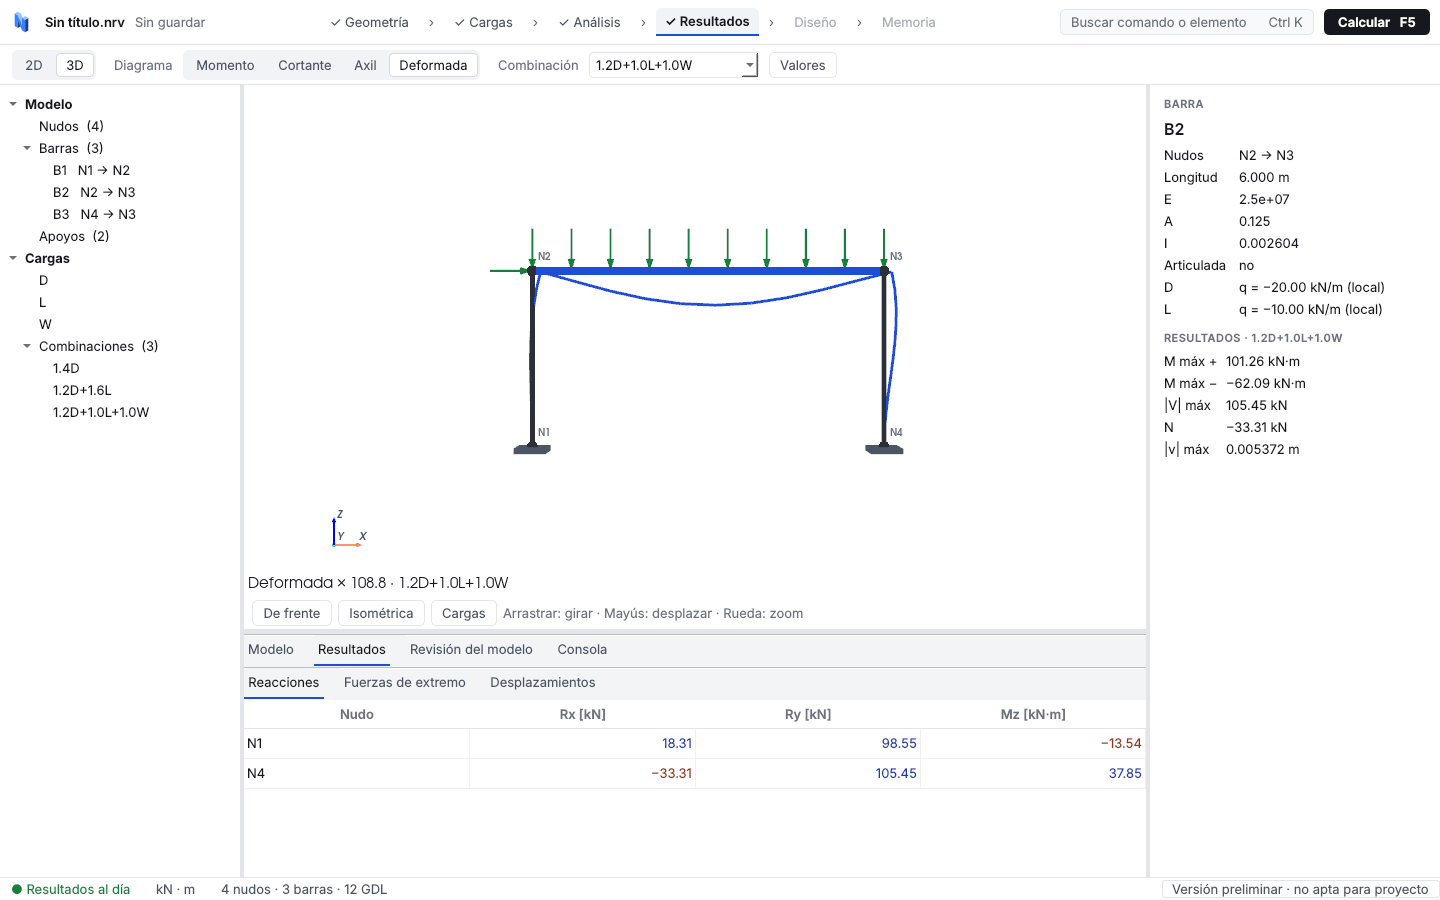 Sin título.nrv Sin guardar ✓ Geometría › ✓ Cargas › ✓ Análisis › ✓ Resultados › Diseño › Memoria Buscar comando o elemento Ctrl K Calcular F5
2D 3D Diagrama Momento Cortante Axil Deformada Combinación 1.2D+1.0L+1.0W Valores
Modelo
Nudos (4)
Barras (3)
B1 N1 → N2
B2 N2 → N3
B3 N4 → N3
Apoyos (2)
Cargas
D
L
W
Combinaciones (3)
1.4D
1.2D+1.6L
1.2D+1.0L+1.0W
N2 N3
N1 N4
Z
Y X
Deformada × 108.8 · 1.2D+1.0L+1.0W
De frente Isométrica Cargas Arrastrar: girar · Mayús: desplazar · Rueda: zoom
Modelo Resultados Revisión del modelo Consola
Reacciones Fuerzas de extremo Desplazamientos
Nudo Rx [kN] Ry [kN] Mz [kN·m]
N1 18.31 98.55 −13.54
N4 −33.31 105.45 37.85
BARRA
B2
Nudos N2 → N3
Longitud 6.000 m
E 2.5e+07
A 0.125
I 0.002604
Articulada no
D q = −20.00 kN/m (local)
L q = −10.00 kN/m (local)
RESULTADOS · 1.2D+1.0L+1.0W
M máx + 101.26 kN·m
M máx − −62.09 kN·m
|V| máx 105.45 kN
N −33.31 kN
|v| máx 0.005372 m
Resultados al día kN · m 4 nudos · 3 barras · 12 GDL Versión preliminar · no apta para proyecto